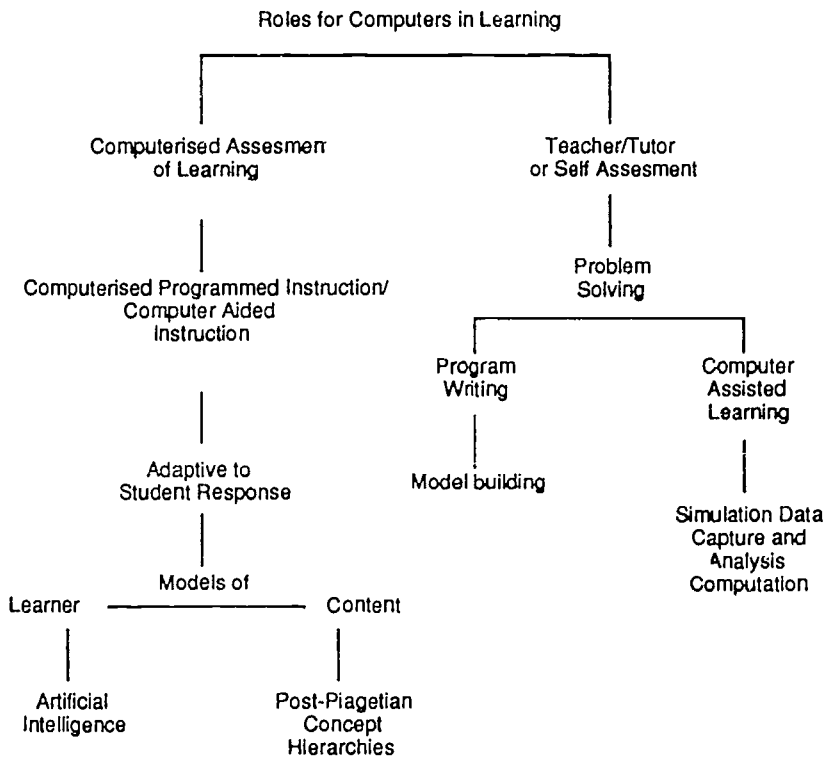 Roles for Computers in Learning
Computerised Assesment
of Learning
Teacher/Tutor
or Self Assesment
Computerised Programmed Instruction/
Computer Aided
Instruction
Problem
Solving
Program
Writing
Computer
Assisted
Learning
Adaptive to
Student Response
Model building
Simulation Data
Capture and
Analysis
Computation
Models of
Learner
Content
Artificial
Intelligence
Post-Piagetian
Concept
Hierarchies